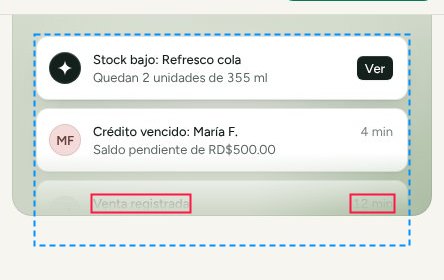 Stock bajo: Refresco cola
Quedan 2 unidades de 355 ml
Ver
MF
Crédito vencido: María F.
4 min
Saldo pendiente de RD$500.00
Venta registrada
12 min